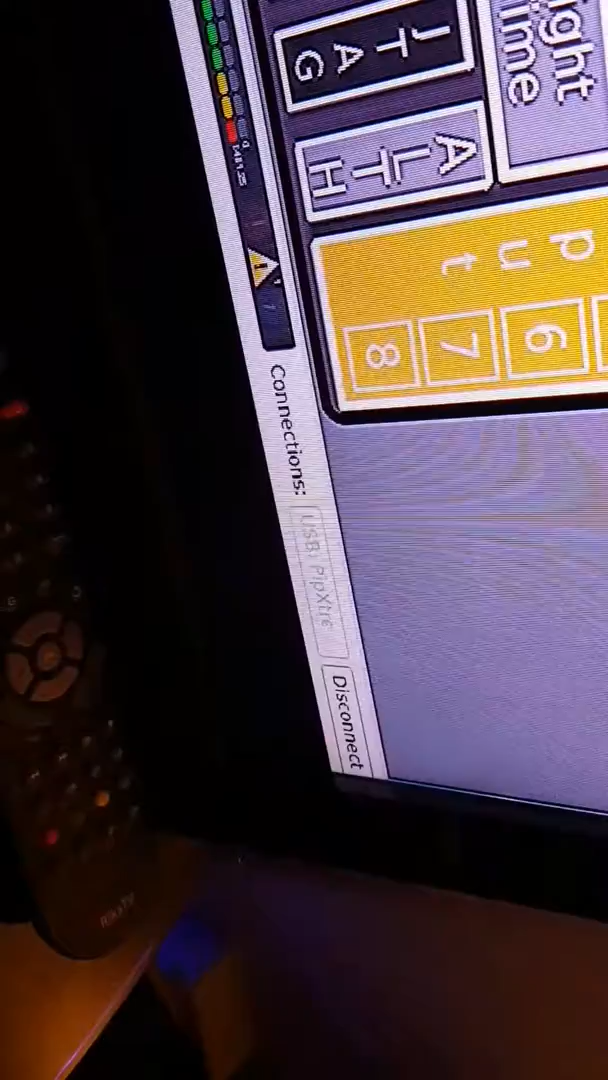 ight
ime
J
T
A
G
A
L
T
H
p
u
t
6
7
8
Connections:
USB: PipXtre
Disconnect